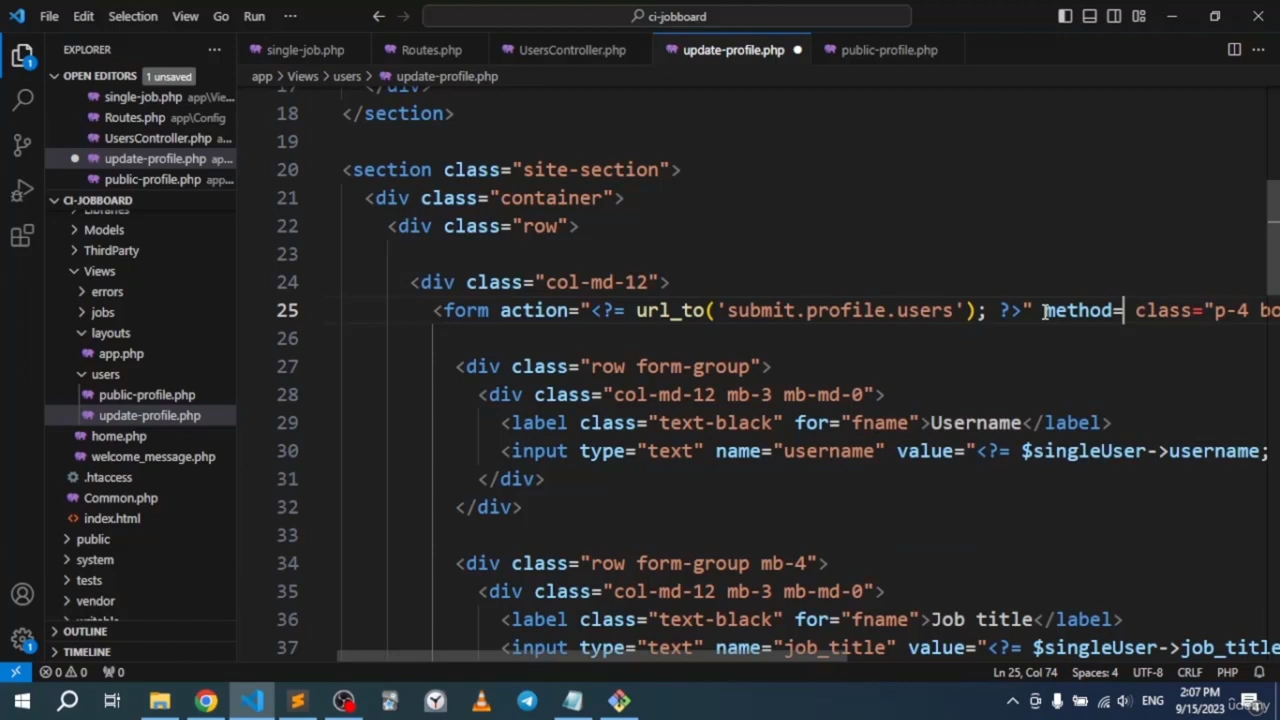 File Edit Selection View Go Run ···
ci-jobboard
EXPLORER
OPEN EDITORS 1 unsaved
single-job.php app\Vie...
Routes.php app\Config
UsersController.php a...
update-profile.php ap...
public-profile.php app...
CI-JOBBOARD
Libraries
Models
ThirdParty
Views
errors
jobs
layouts
app.php
users
public-profile.php
update-profile.php
home.php
welcome_message.php
.htaccess
Common.php
index.html
public
system
tests
vendor
OUTLINE
TIMELINE
single-job.php Routes.php UsersController.php update-profile.php public-profile.php
app > Views > users > update-profile.php
17 </div>
18 </section>
19
20 <section class="site-section">
21 <div class="container">
22 <div class="row">
23
24 <div class="col-md-12">
25 <form action="<?= url_to('submit.profile.users'); ?>" method= class="p-4 bo
26
27 <div class="row form-group">
28 <div class="col-md-12 mb-3 mb-md-0">
29 <label class="text-black" for="fname">Username</label>
30 <input type="text" name="username" value="<?= $singleUser->username;
31 </div>
32 </div>
33
34 <div class="row form-group mb-4">
35 <div class="col-md-12 mb-3 mb-md-0">
36 <label class="text-black" for="fname">Job title</label>
37 <input type="text" name="job_title" value="<?= $singleUser->job_title
0 0 0 Ln 25, Col 74 Spaces: 4 UTF-8 CRLF PHP
ENG 2:07 PM
9/15/2023
udemy